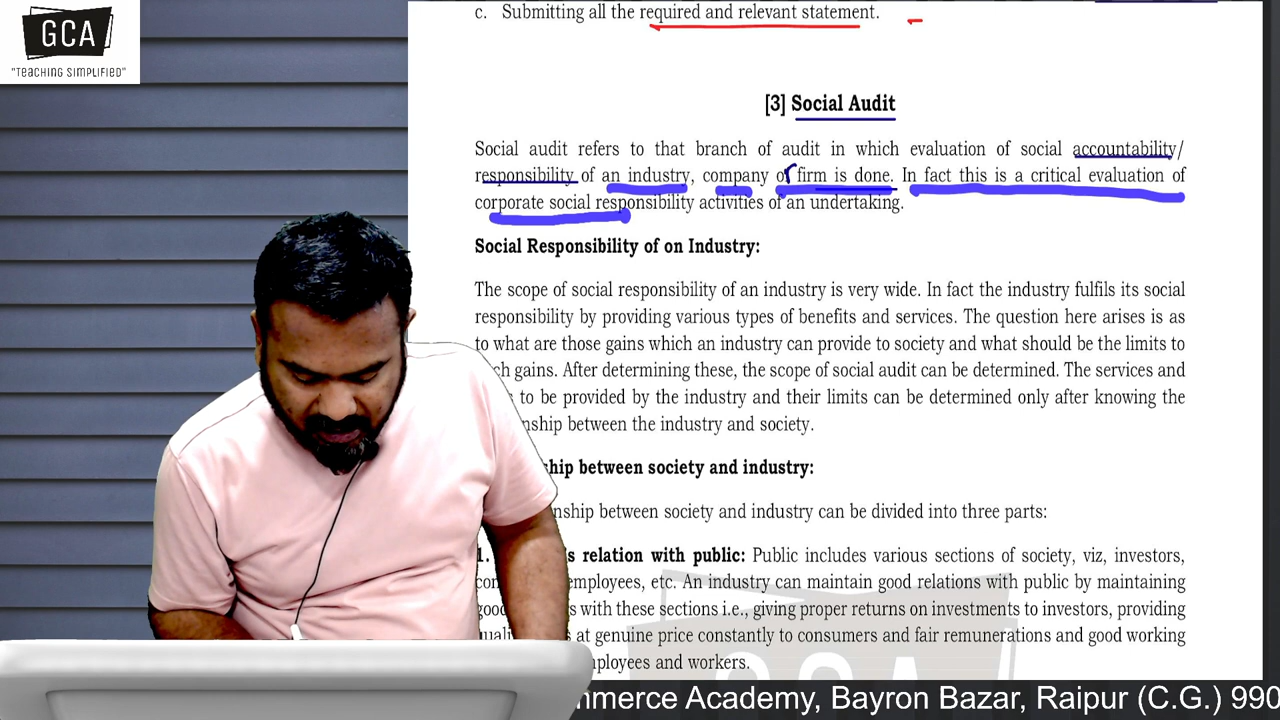 GCA
"TEACHING SIMPLIFIED"
c. Submitting all the required and relevant statement.
[3] Social Audit
Social audit refers to that branch of audit in which evaluation of social accountability/
responsibility of an industry, company or firm is done. In fact this is a critical evaluation of
corporate social responsibility activities of an undertaking.
Social Responsibility of on Industry:
The scope of social responsibility of an industry is very wide. In fact the industry fulfils its social
responsibility by providing various types of benefits and services. The question here arises is as
to what are those gains which an industry can provide to society and what should be the limits to
gains. After determining these, the scope of social audit can be determined. The services and
to be provided by the industry and their limits can be determined only after knowing the
between the industry and society.
between society and industry:
between society and industry can be divided into three parts:
1. relation with public: Public includes various sections of society, viz, investors,
employees, etc. An industry can maintain good relations with public by maintaining
with these sections i.e., giving proper returns on investments to investors, providing
at genuine price constantly to consumers and fair remunerations and good working
and workers.
GCA
Academy, Bayron Bazar, Raipur (C.G.) 990